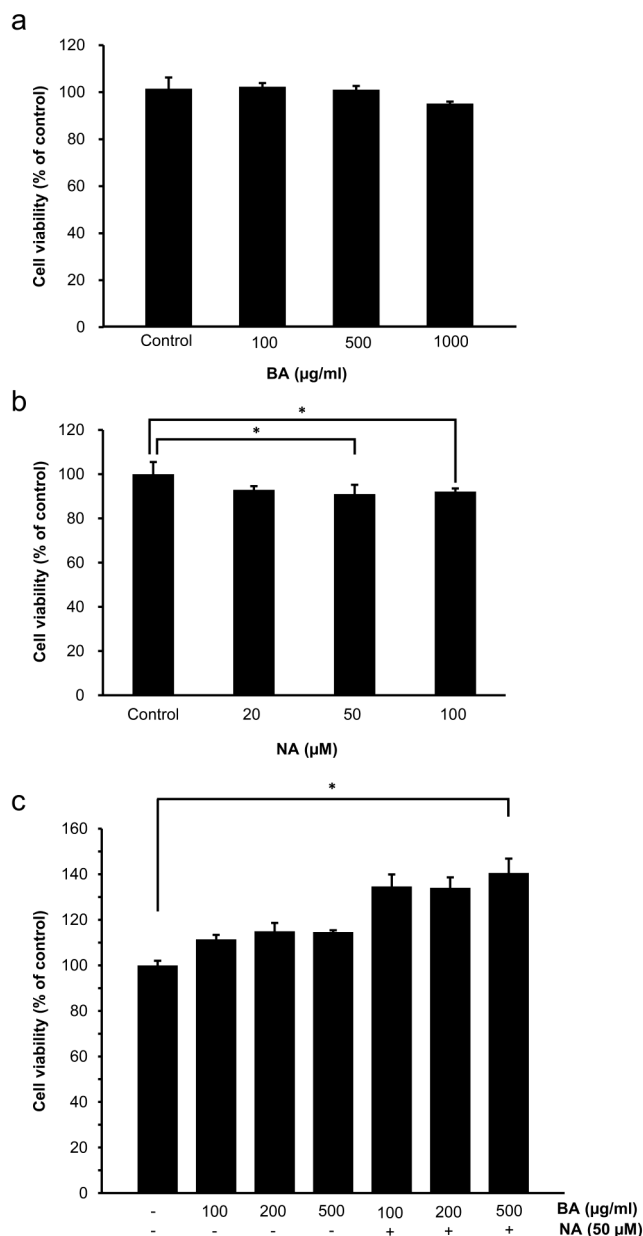 a
120
100
80
60
40
20
0
Cell viability (% of control)
Control 100 500 1000
BA (µg/ml)
b
*
*
120
100
80
60
40
20
0
Cell viability (% of control)
Control 20 50 100
NA (µM)
c
*
160
140
120
100
80
60
40
20
0
Cell viability (% of control)
- 100 200 500 100 200 500 BA (µg/ml)
- - - - + + + NA (50 µM)